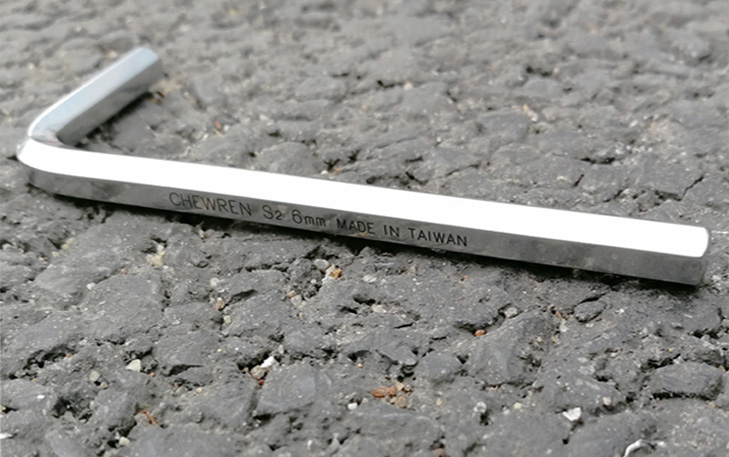 CHEWREN S2 6mm MADE IN TAIWAN